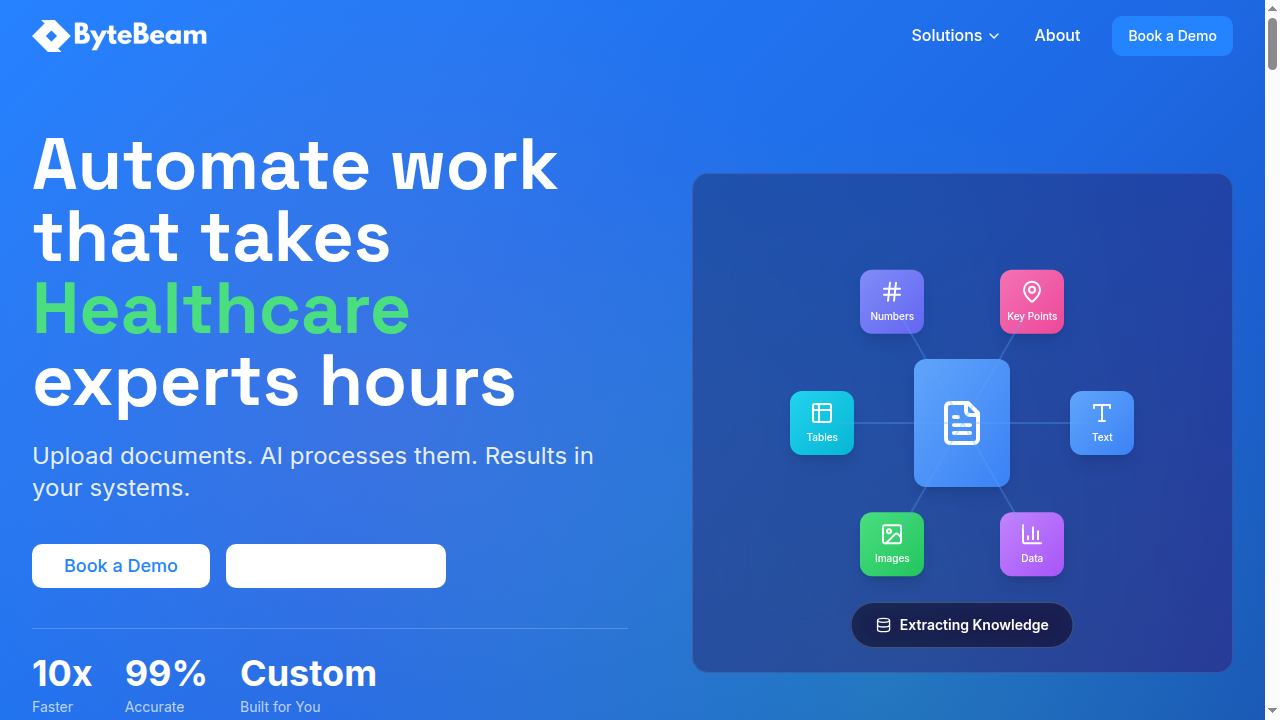 ByteBeam
Solutions
About
Book a Demo
Automate work
that takes
Healthcare
experts hours
Upload documents. AI processes them. Results in
your systems.
Book a Demo
10x
Faster
99%
Accurate
Custom
Built for You
Numbers
Key Points
Tables
Text
Images
Data
Extracting Knowledge